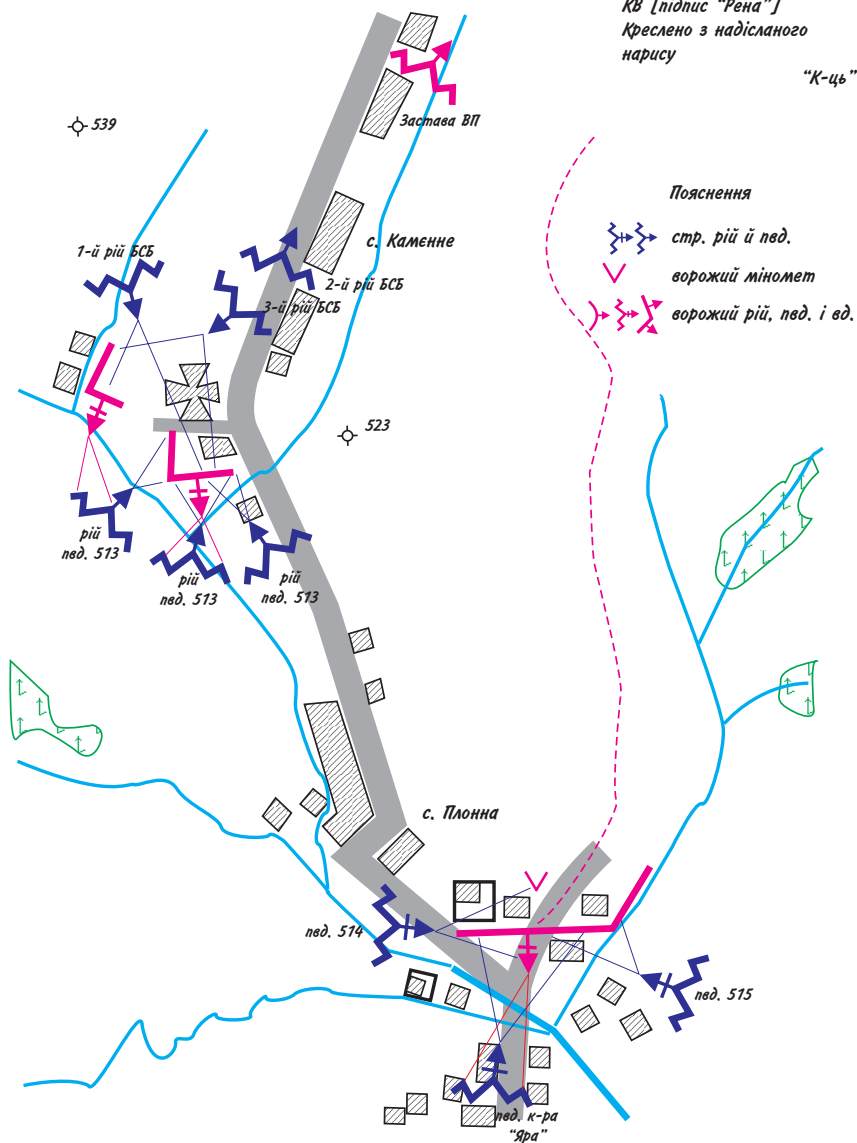 КВ [підпис “Рена”]
Креслено з надісланого
нарису
“К-ць”
Застава ВП
539
Пояснення
с. Камєнне
стр. рій й пвд.
1-й рій БСБ
ворожий міномет
2-й рій БСБ
3-й рій БСБ
ворожий рій, пвд. і вд.
523
рій
пвд. 513
рій
пвд. 513
рій
пвд. 513
с. Плонна
пвд. 514
пвд. 515
пвд. к-ра
“Яра”